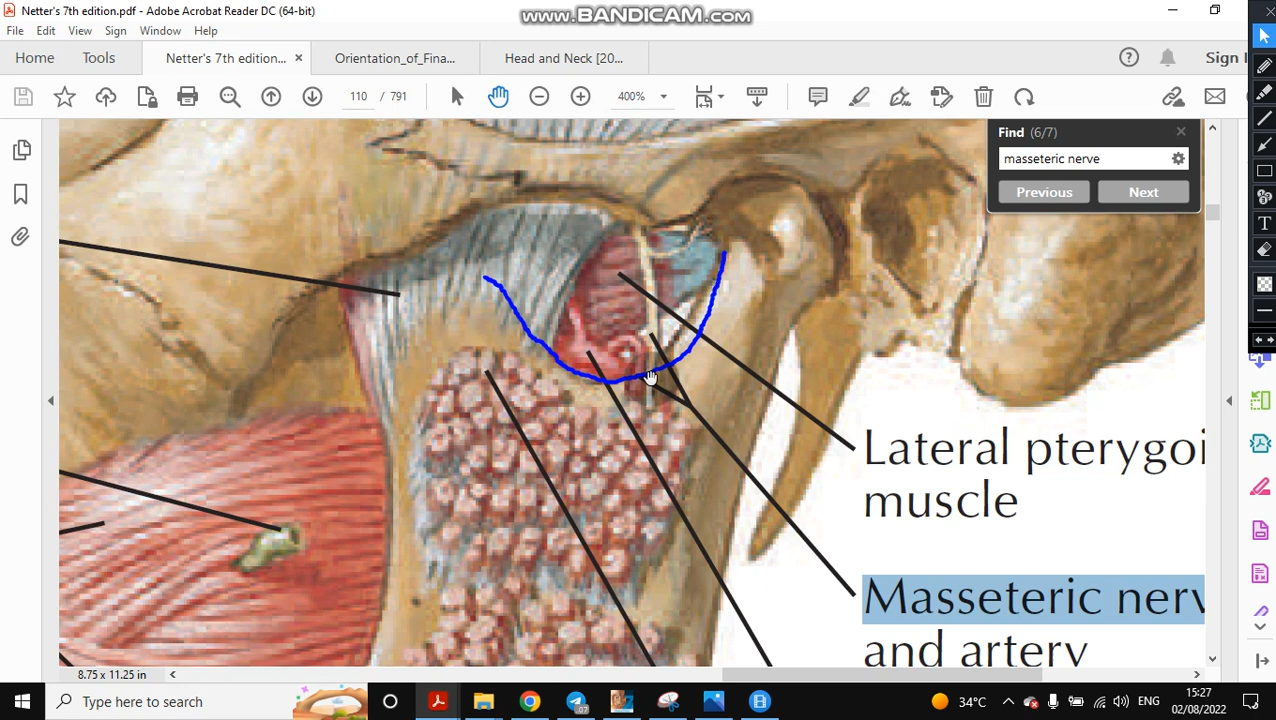 Netter's 7th edition.pdf - Adobe Acrobat Reader DC (64-bit)
www.BANDICAM.com
File Edit View Sign Window Help
Home Tools Netter's 7th edition... × Orientation_of_Fina... Head and Neck [20... Sign I
110 / 791 400%
Find (6/7)
masseteric nerve
Previous Next
T
Lateral pterygoi
muscle
Masseteric nerv
and artery
8.75 x 11.25 in
Type here to search 07 34°C ENG 15:27
02/08/2022